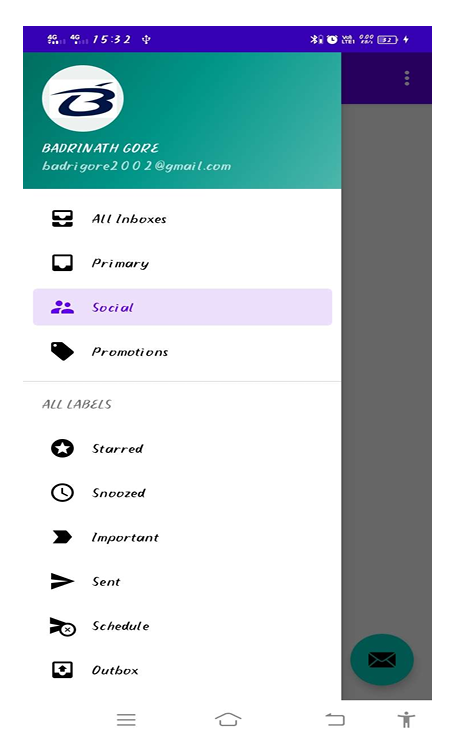 4G 4G 15:32
BADRINATH GORE
badrigore2002@gmail.com
All Inboxes
Primary
Social
Promotions
ALL LABELS
Starred
Snoozed
Important
Sent
Schedule
Outbox